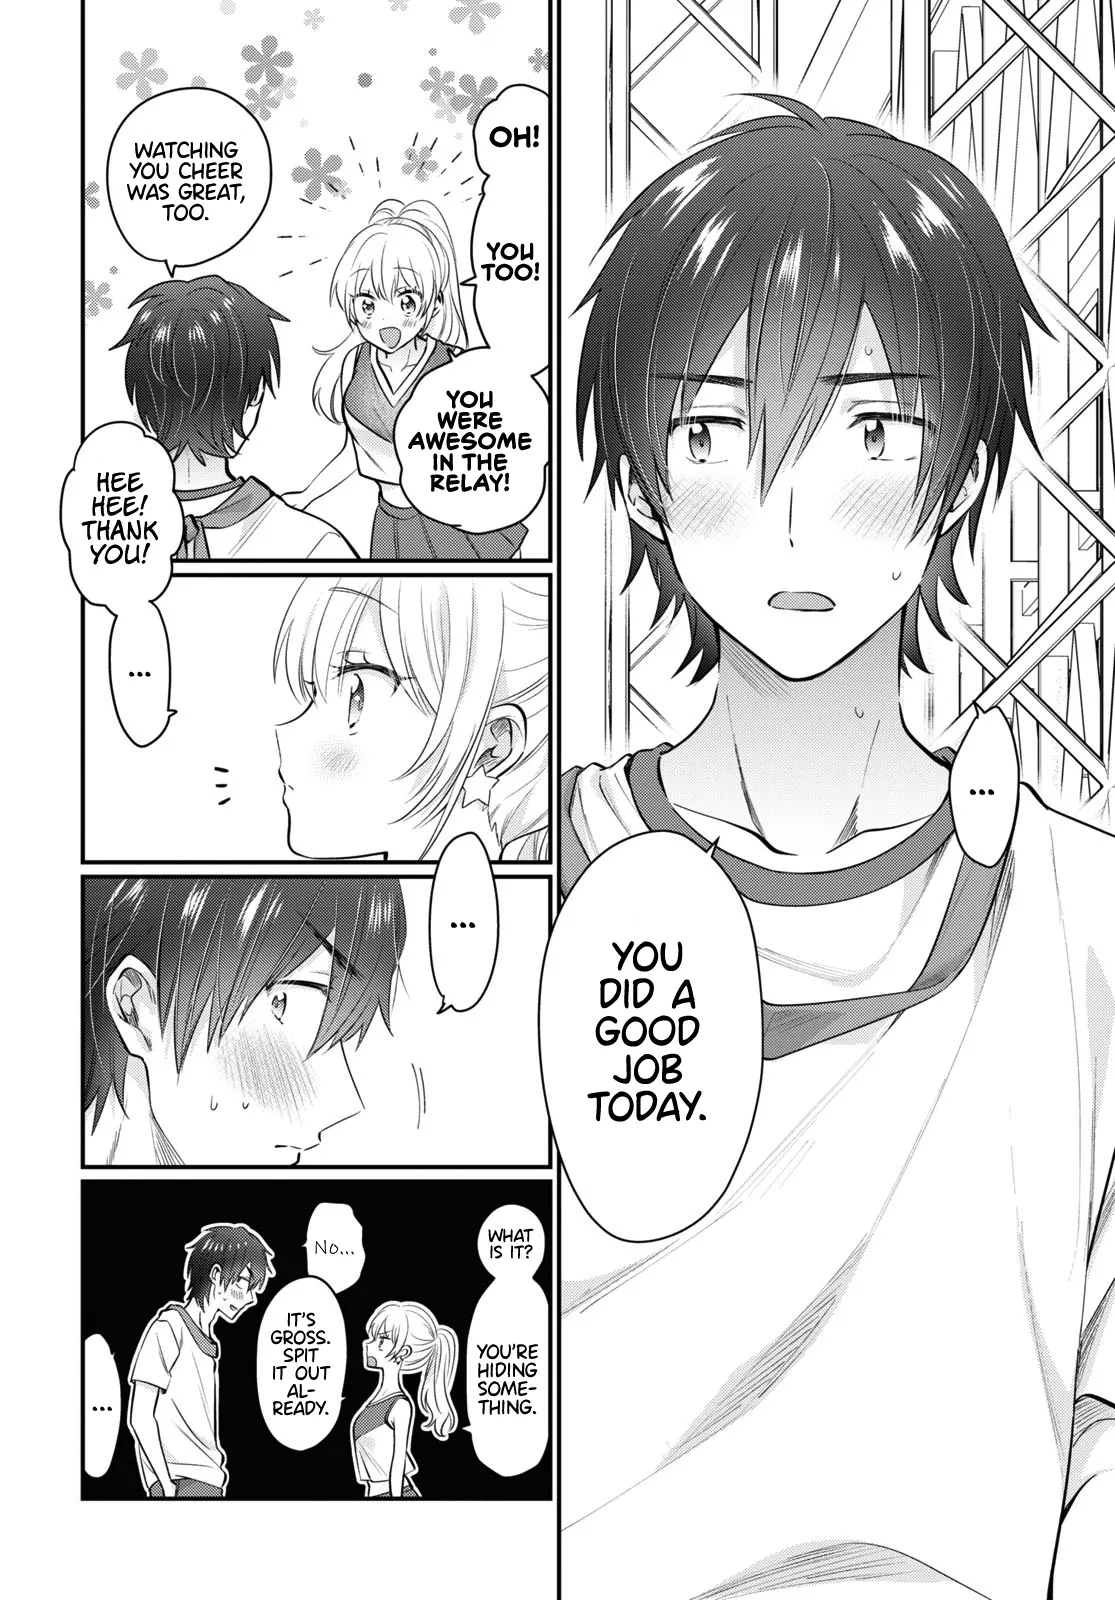 ...
YOU
DID A
GOOD
JOB
TODAY.
OH!
YOU
TOO!
YOU
WERE
AWESOME
IN THE
RELAY!
WATCHING
YOU CHEER
WAS GREAT,
TOO.
HEE
HEE!
THANK
YOU!
...
...
WHAT
IS IT?
YOU'RE
HIDING
SOME-
THING.
NO...
IT'S
GROSS.
SPIT
IT OUT
AL-
READY.
...